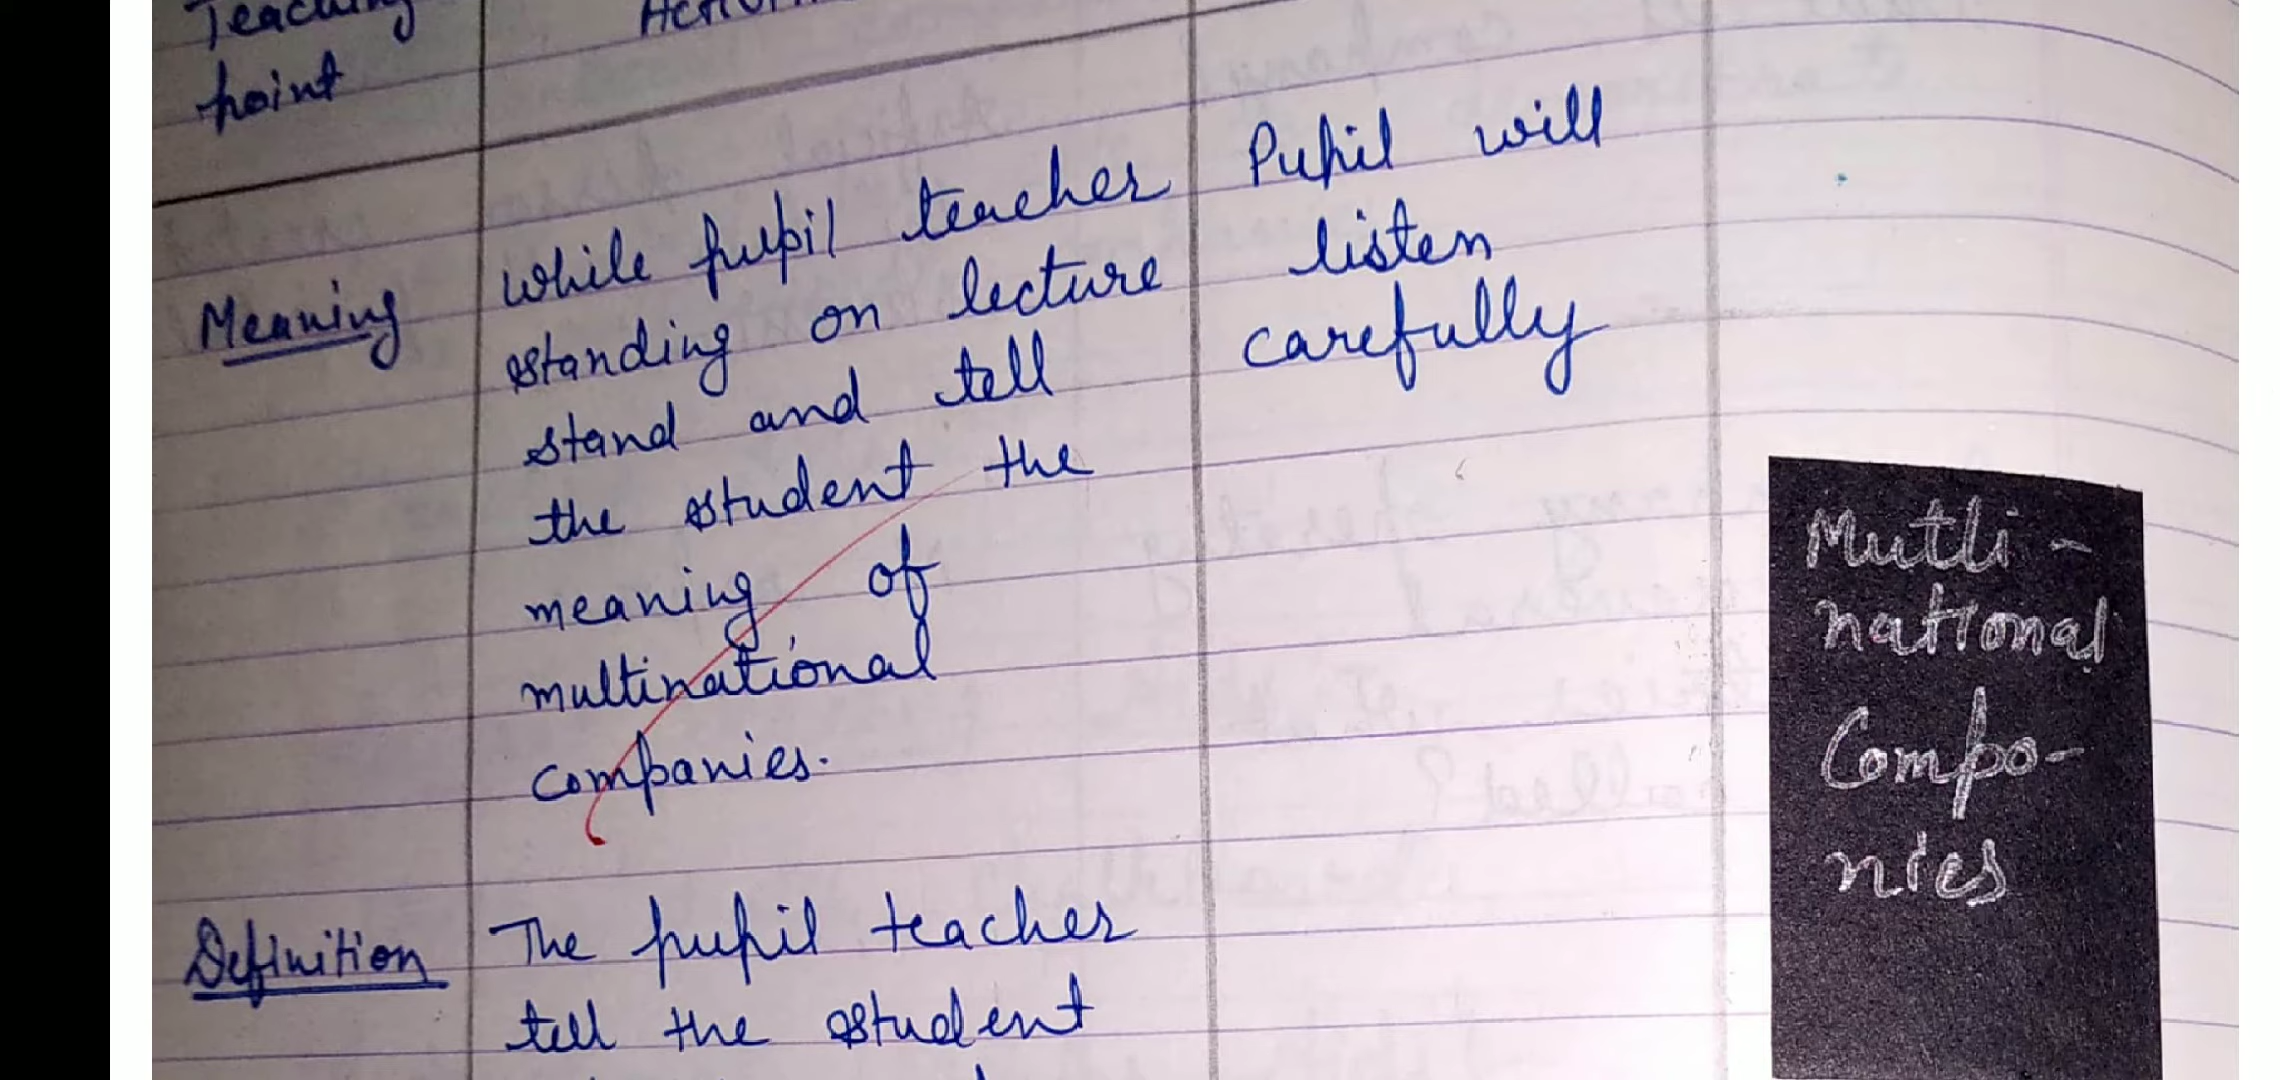 Teaching
point
Meaning
while pupil teacher
standing on lecture
stand and tell
the student the
meaning of
multinational
companies.
Pupil will
listen
carefully
Mutli -
national
Compo-
nies
Definition
The pupil teacher
tell the student